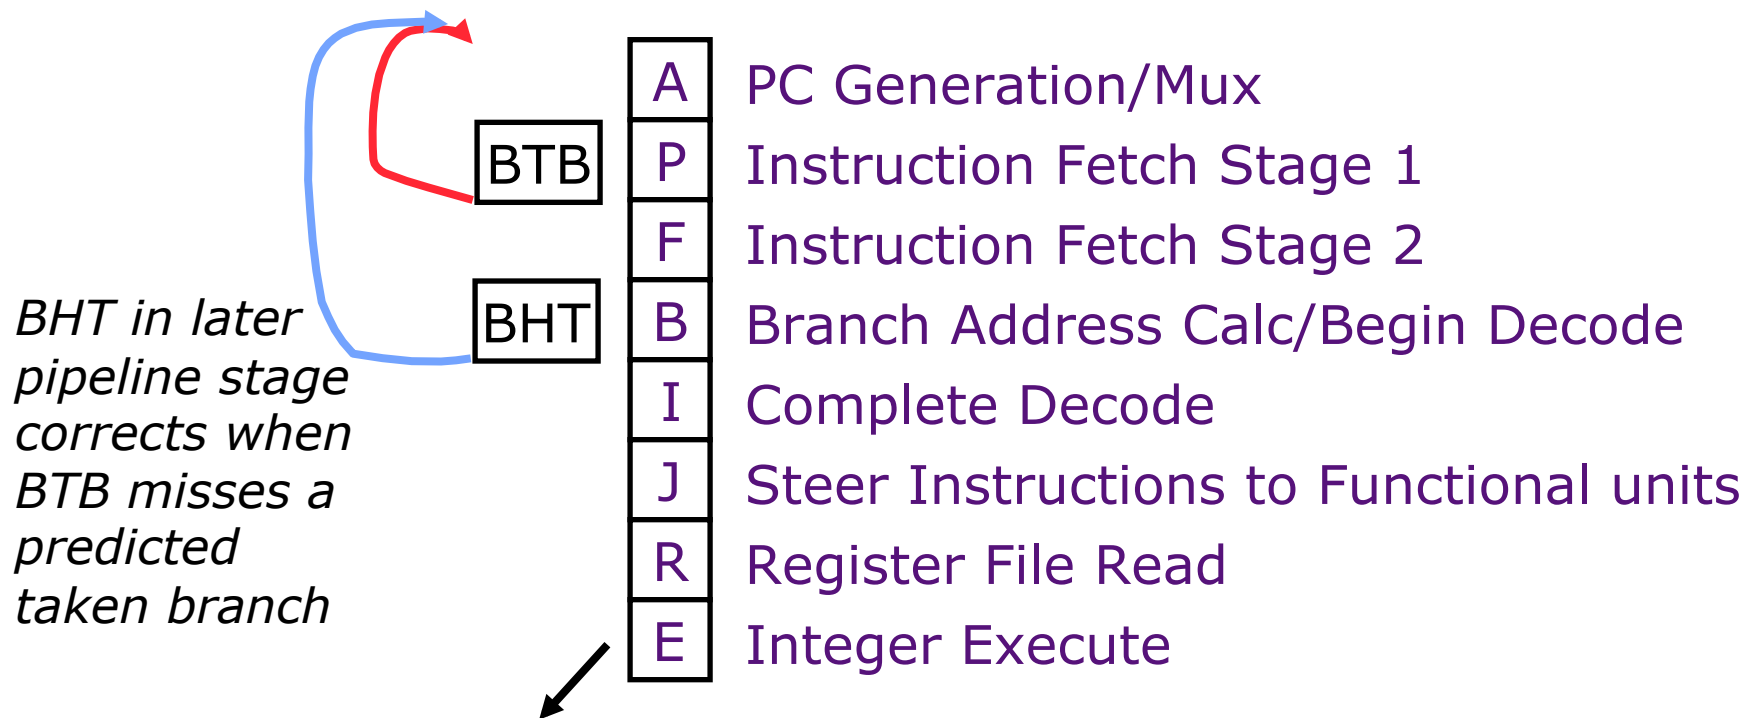 A PC Generation/Mux
BTB P Instruction Fetch Stage 1
F Instruction Fetch Stage 2
BHT B Branch Address Calc/Begin Decode
I Complete Decode
J Steer Instructions to Functional units
R Register File Read
E Integer Execute
BHT in later
pipeline stage
corrects when
BTB misses a
predicted
taken branch